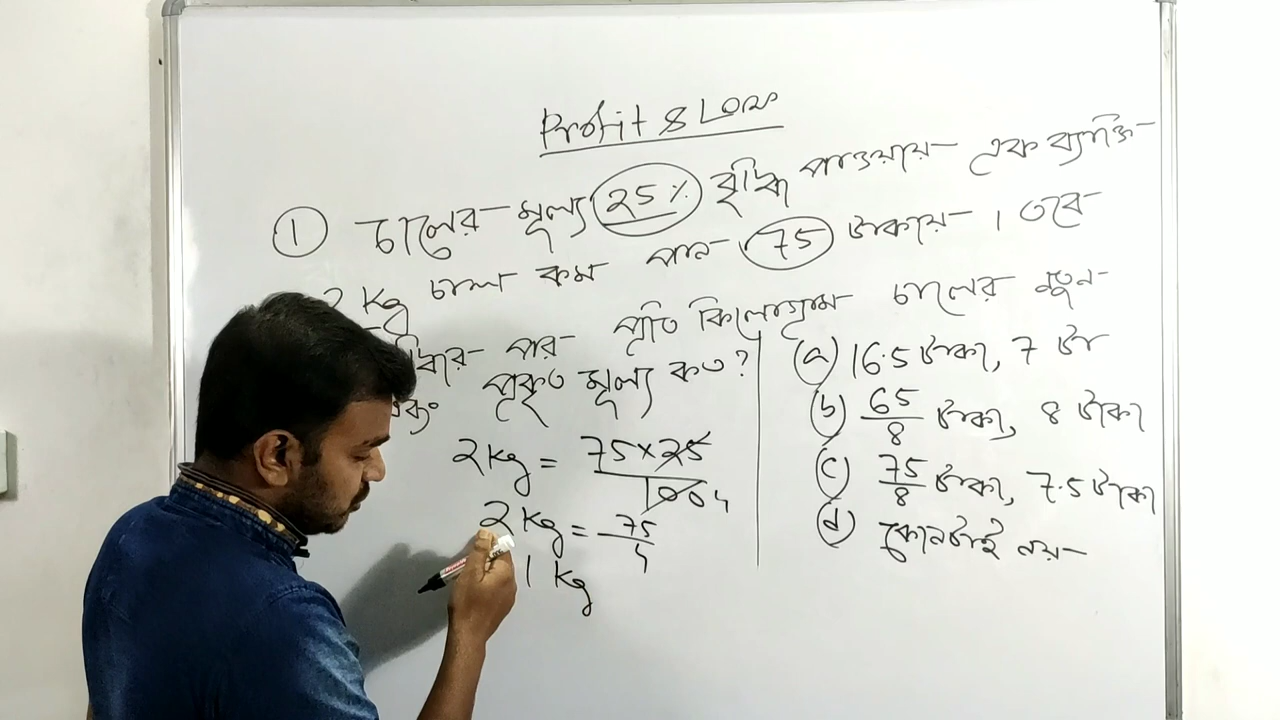 Profit & Loss
① চালের মূল্য 25% বৃদ্ধি পাওয়ায় এক ব্যাক্তি
2 Kg চাল কম পান 75 টাকায়। তবে
পর প্রতি কিলোগ্রাম চালের নতুন
প্রকৃত মূল্য কত?
(a) 16.5 টাকা, 7 টা
(b) 65/8 টাকা, 8 টাকা
(c) 75/8 টাকা, 7.5 টাকা
(d) কোনটাই নয়
2Kg = 75×25/100 4
2Kg = 75/4
1 Kg